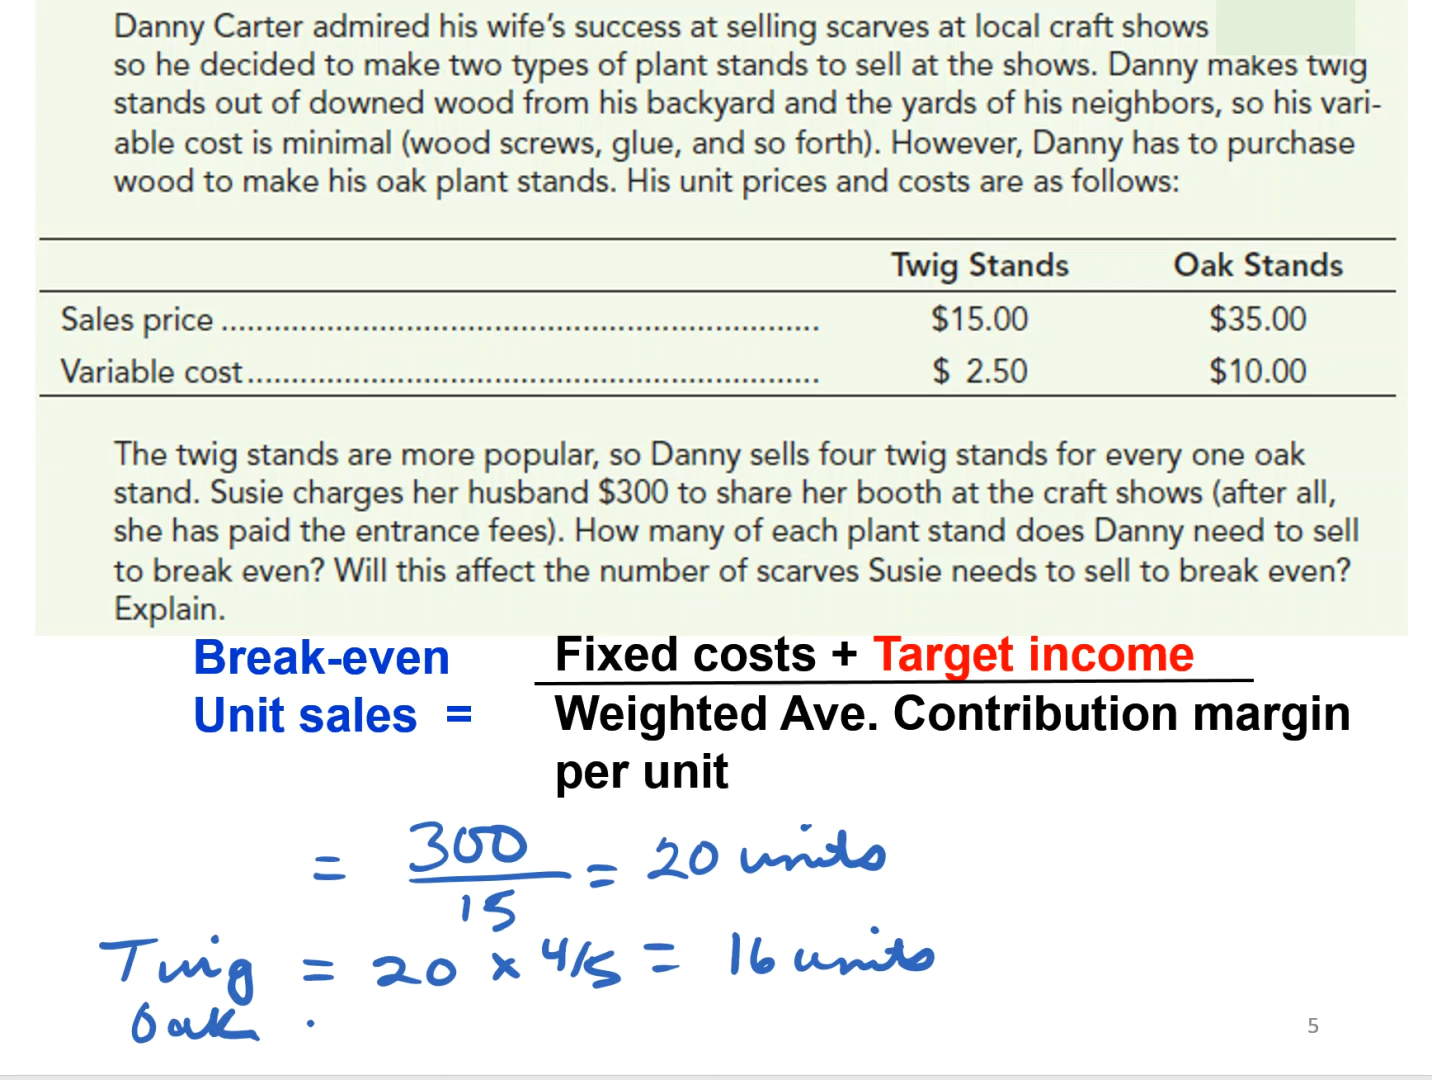 Danny Carter admired his wife's success at selling scarves at local craft shows
so he decided to make two types of plant stands to sell at the shows. Danny makes twig
stands out of downed wood from his backyard and the yards of his neighbors, so his vari-
able cost is minimal (wood screws, glue, and so forth). However, Danny has to purchase
wood to make his oak plant stands. His unit prices and costs are as follows:
Twig Stands Oak Stands
Sales price ........................................................................ $15.00 $35.00
Variable cost..................................................................... $ 2.50 $10.00
The twig stands are more popular, so Danny sells four twig stands for every one oak
stand. Susie charges her husband $300 to share her booth at the craft shows (after all,
she has paid the entrance fees). How many of each plant stand does Danny need to sell
to break even? Will this affect the number of scarves Susie needs to sell to break even?
Explain.
Break-even Fixed costs + Target income
Unit sales = Weighted Ave. Contribution margin
per unit
= 300/15 = 20 units
Twig = 20 x 4/5 = 16 units
Oak
5